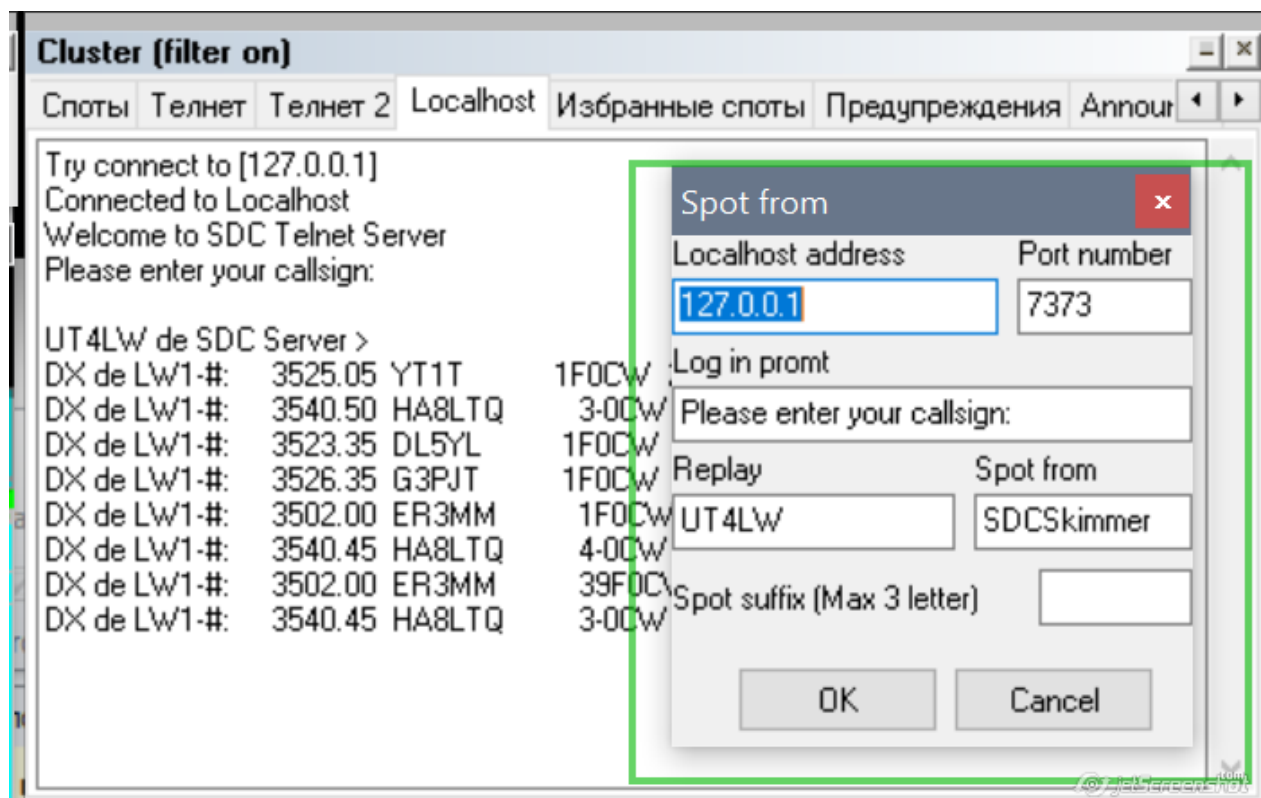 Cluster (filter on)
Споты Телнет Телнет 2 Localhost Избранные споты Предупреждения Annour
Try connect to [127.0.0.1]
Connected to Localhost
Welcome to SDC Telnet Server
Please enter your callsign:
UT4LW de SDC Server >
DX de LW1-#: 3525.05 YT1T 1F0CW
DX de LW1-#: 3540.50 HA8LTQ 3-0CW
DX de LW1-#: 3523.35 DL5YL 1F0CW
DX de LW1-#: 3526.35 G3PJT 1F0CW
DX de LW1-#: 3502.00 ER3MM 1F0CW
DX de LW1-#: 3540.45 HA8LTQ 4-0CW
DX de LW1-#: 3502.00 ER3MM 39F0C
DX de LW1-#: 3540.45 HA8LTQ 3-0CW
Spot from
Localhost address Port number
127.0.0.1 7373
Log in promt
Please enter your callsign:
Replay Spot from
UT4LW SDCSkimmer
Spot suffix (Max 3 letter)
OK Cancel
jetScreenshot